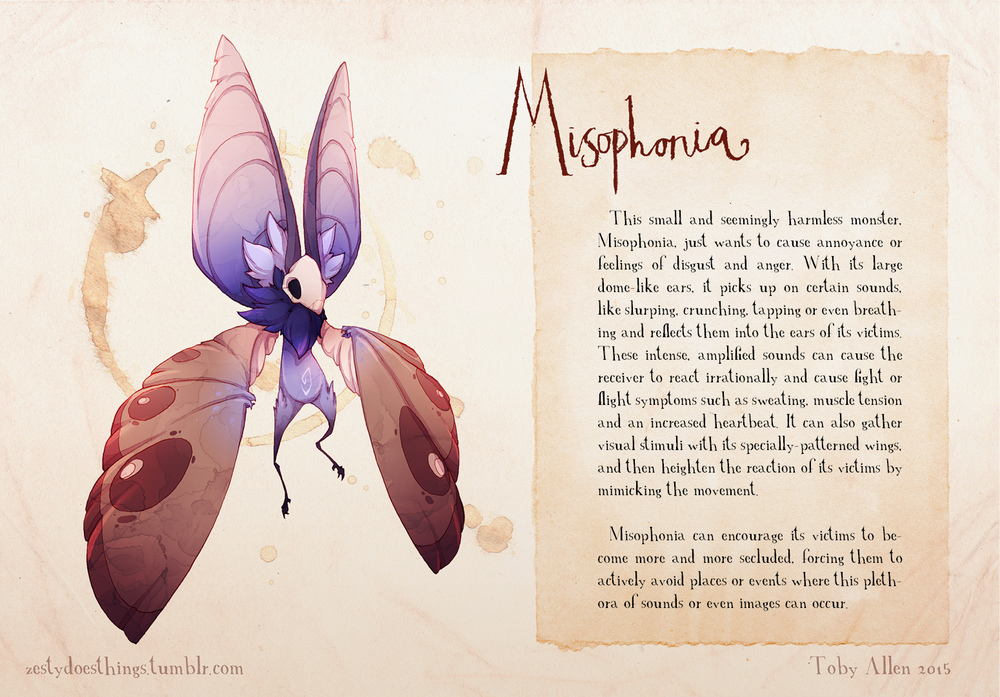 Misophonia
This small and seemingly harmless monster,
Misophonia, just wants to cause annoyance or
feelings of disgust and anger. With its large
dome-like ears, it picks up on certain sounds,
like slurping, crunching, tapping or even breath-
ing and reflects them into the ears of its victims.
These intense, amplified sounds can cause the
receiver to react irrationally and cause fight or
flight symptoms such as sweating, muscle tension
and an increased heartbeat. It can also gather
visual stimuli with its specially-patterned wings,
and then heighten the reaction of its victims by
mimicking the movement.
Misophonia can encourage its victims to be-
come more and more secluded, forcing them to
actively avoid places or events where this pleth-
ora of sounds or even images can occur.
zestydoesthings.tumblr.com
Toby Allen 2015